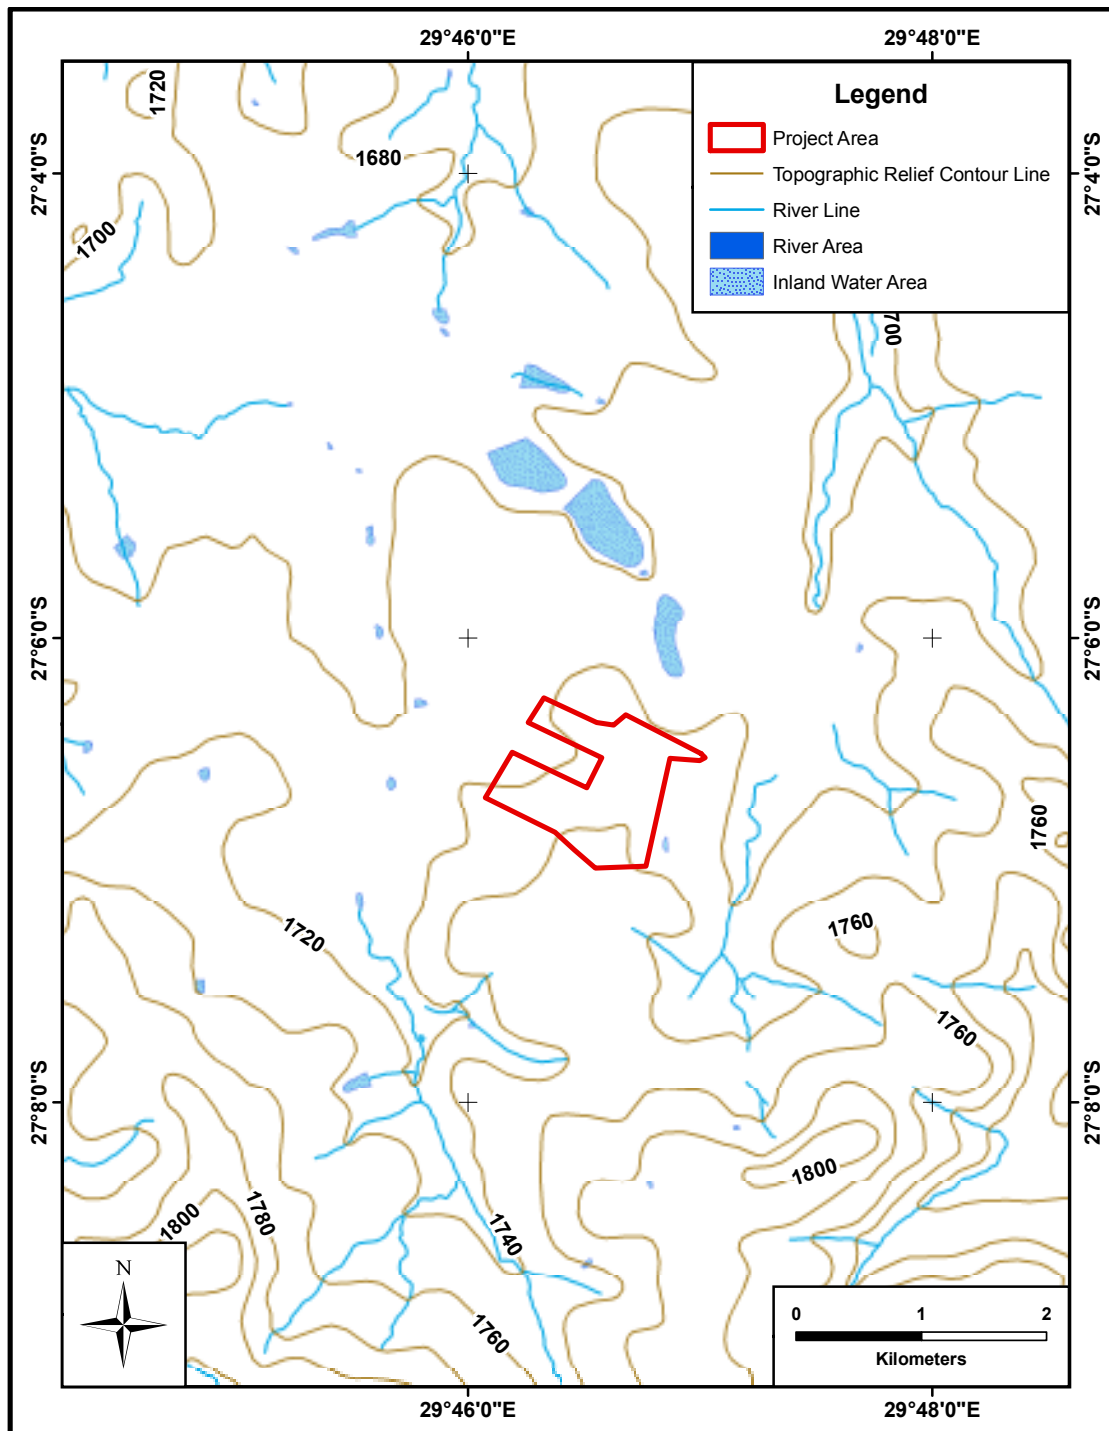 29°46'0"E
29°48'0"E
Legend
Project Area
Topographic Relief Contour Line
River Line
River Area
Inland Water Area
27°4'0"S
27°4'0"S
1720
1680
1700
700
27°6'0"S
27°6'0"S
1760
1720
1760
1760
27°8'0"S
27°8'0"S
1800
1800
1780
1740
1760
N
0
1
2
Kilometers
29°46'0"E
29°48'0"E